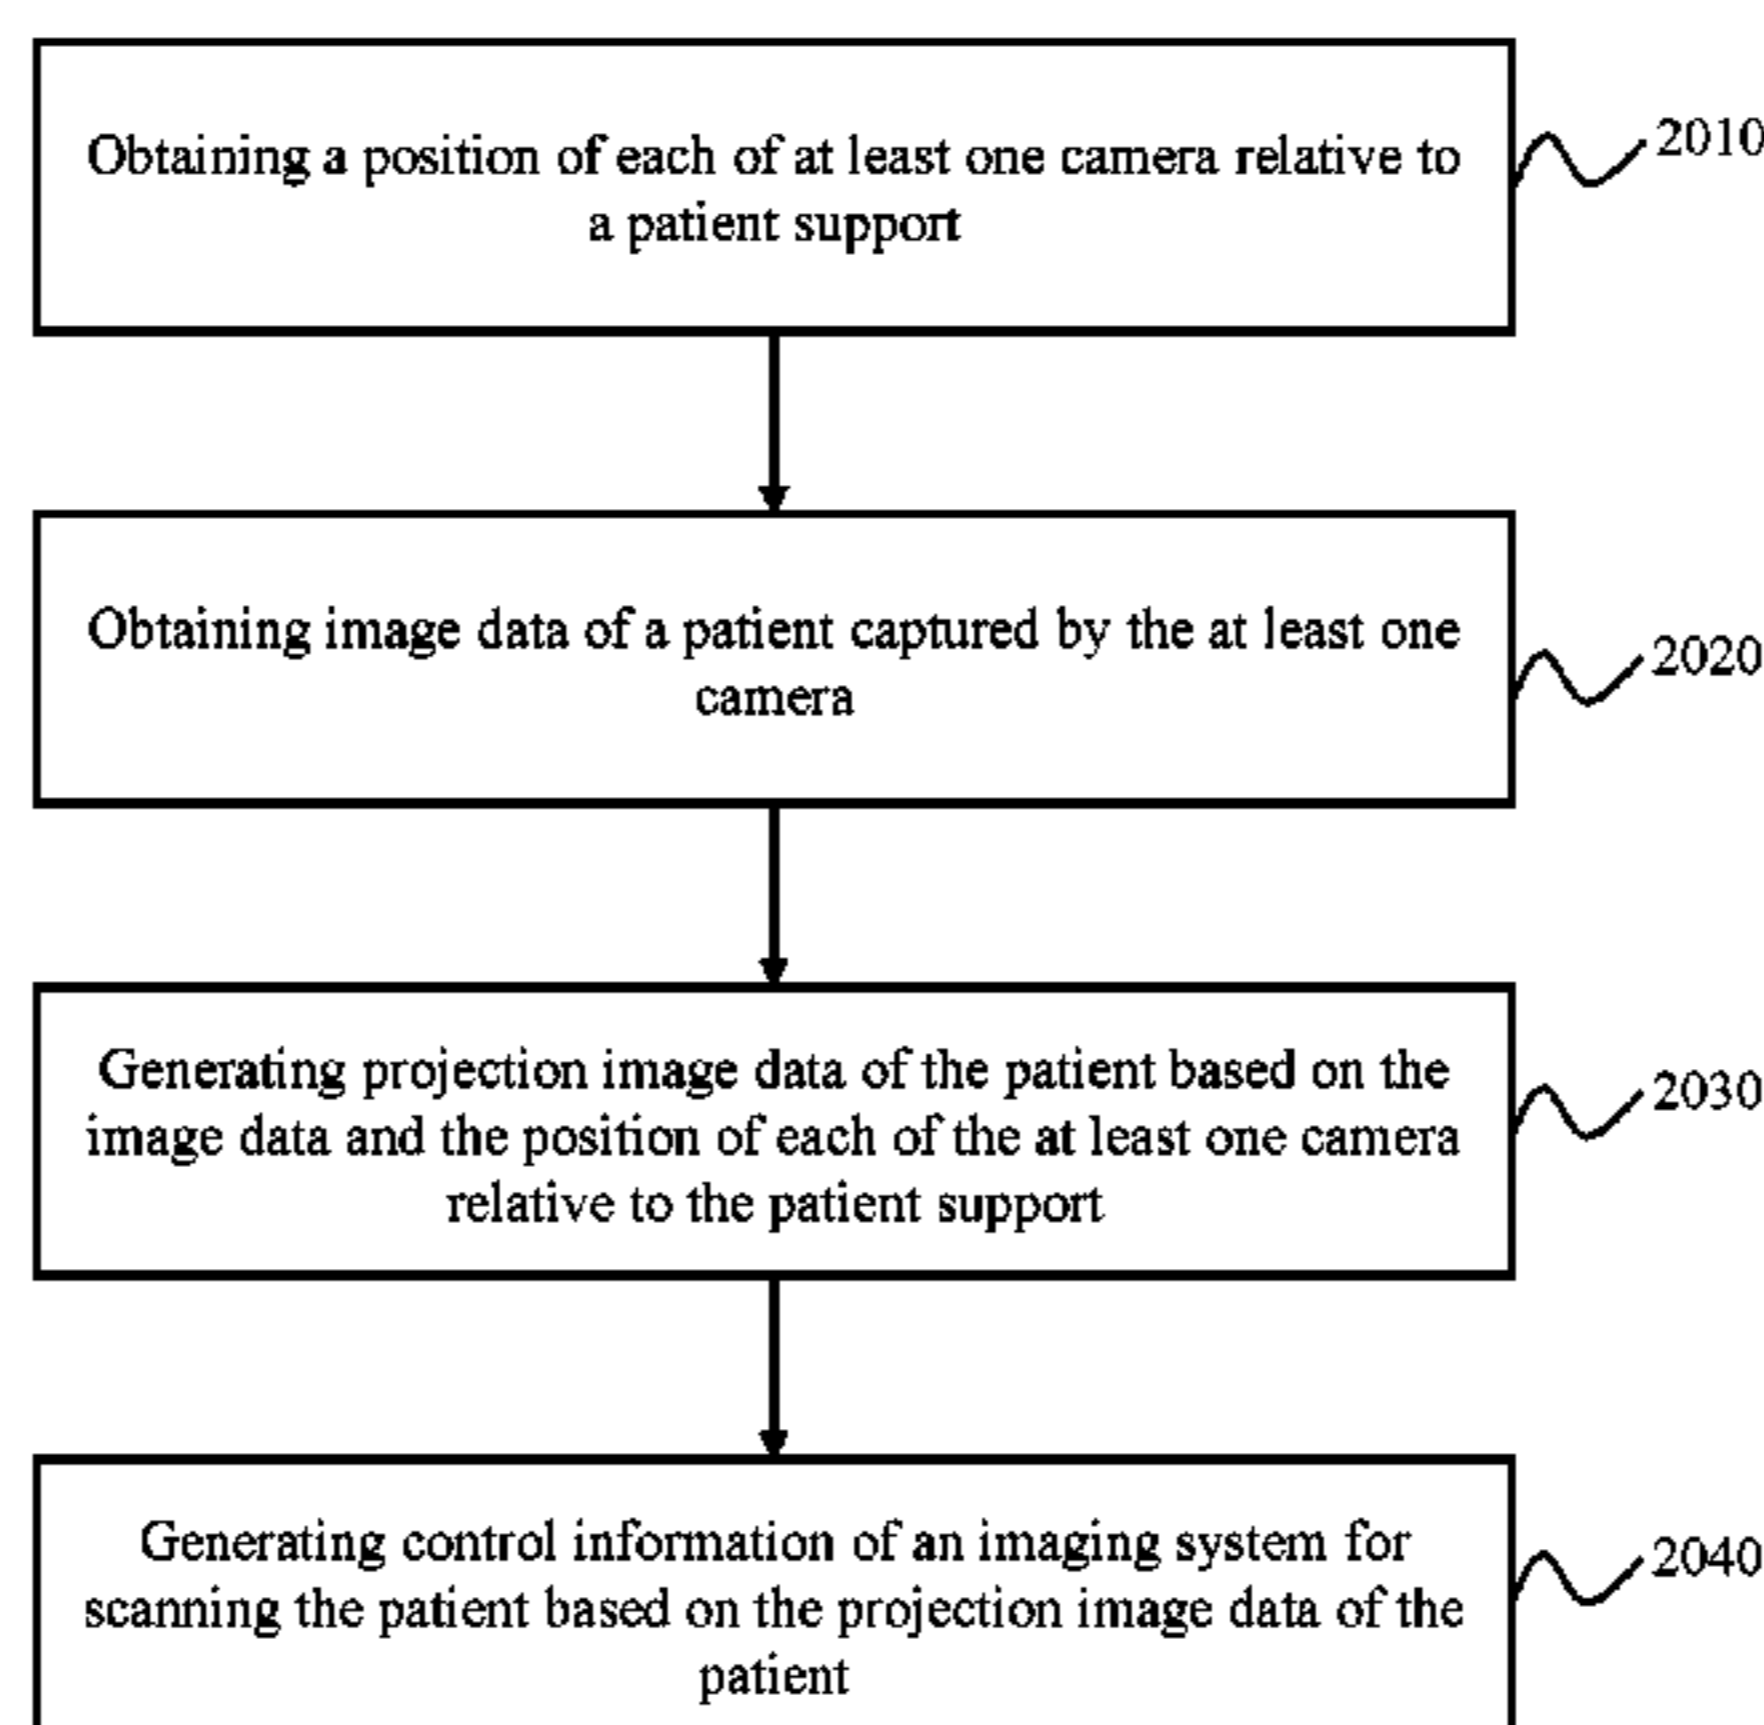 Obtaining a position of each of at least one camera relative to
a patient support
2010
Obtaining image data of a patient captured by the at least one
camera
2020
Generating projection image data of the patient based on the
image data and the position of each of the at least one camera
relative to the patient support
2030
Generating control information of an imaging system for
scanning the patient based on the projection image data of the
patient
2040